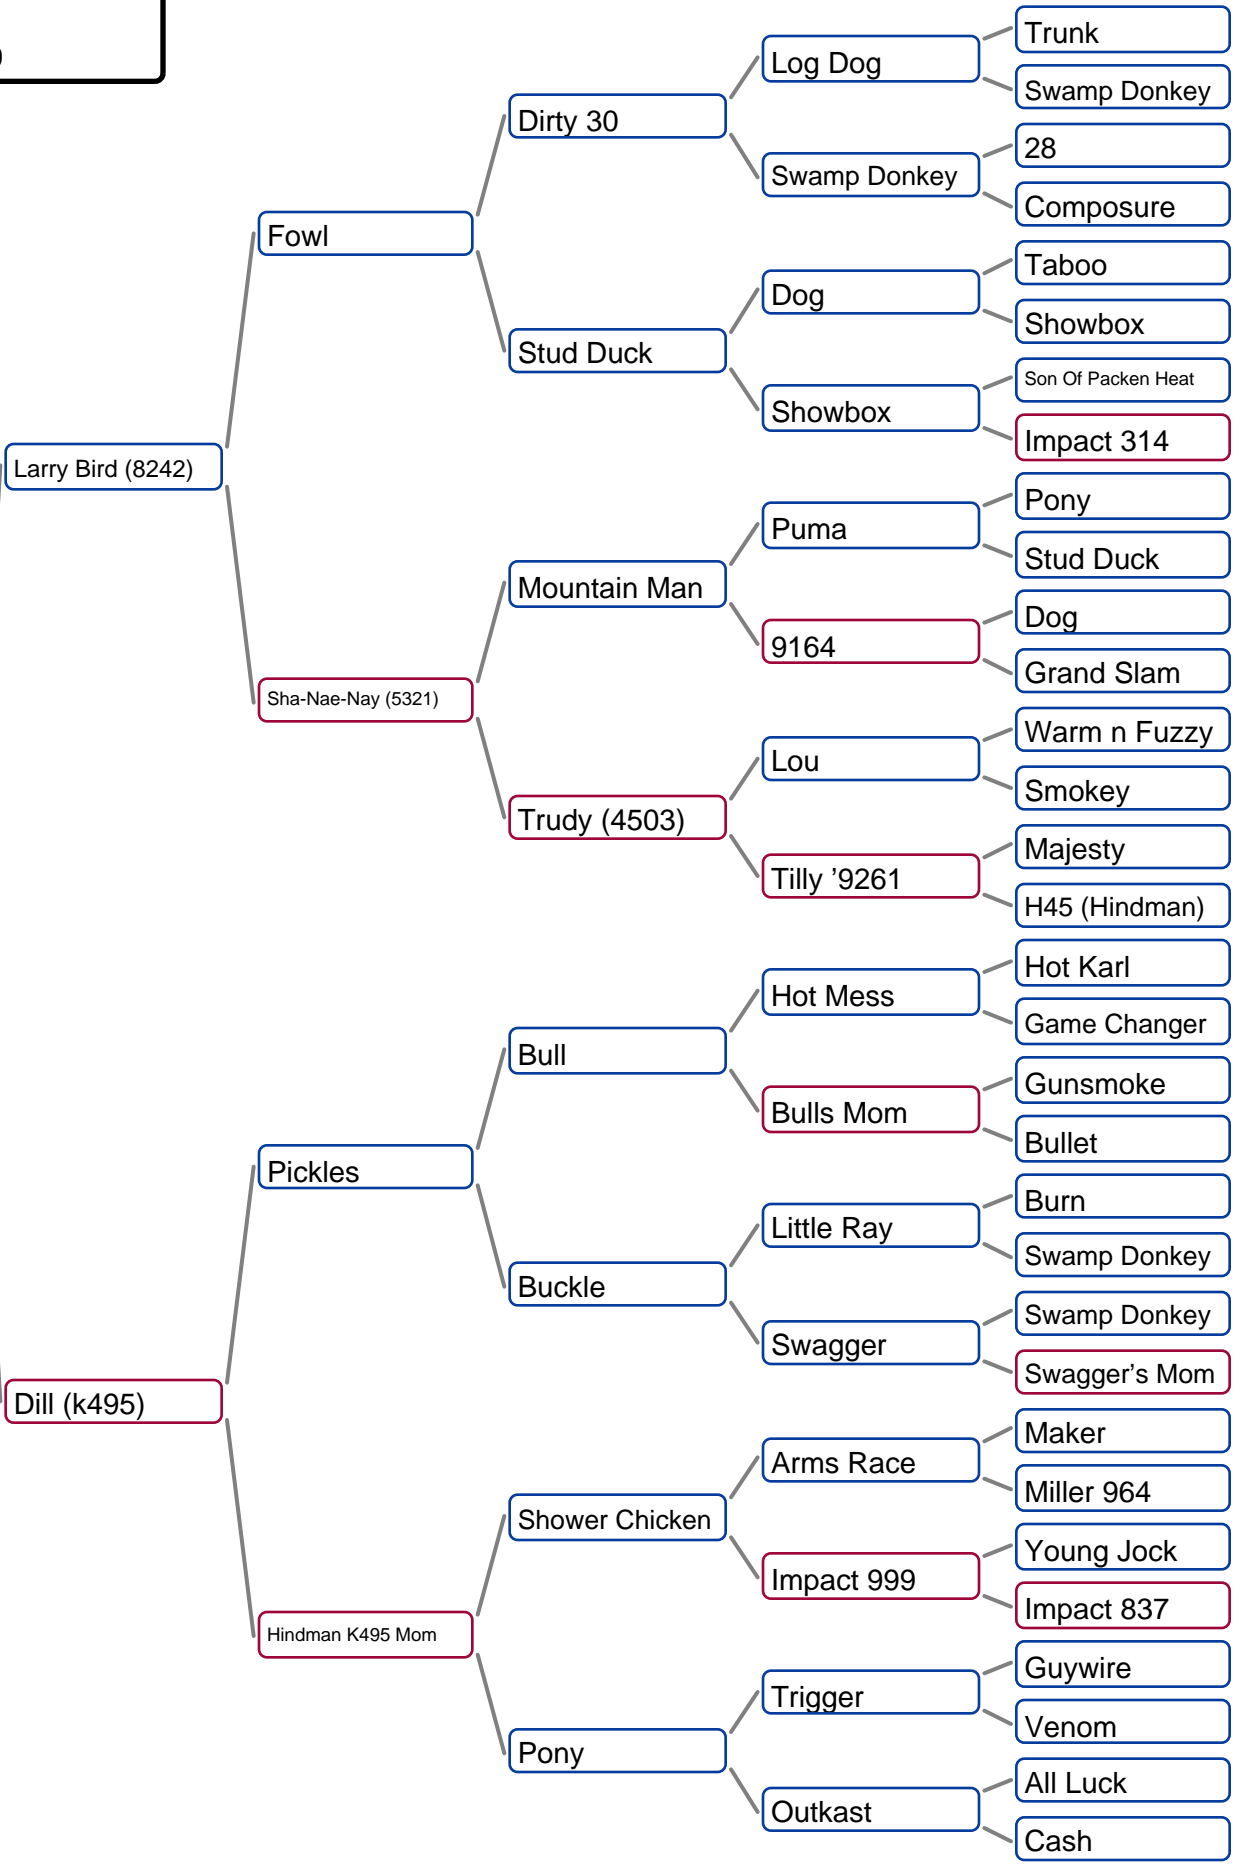 )
Trunk
Log Dog
Swamp Donkey
Dirty 30
28
Swamp Donkey
Composure
Fowl
Taboo
Dog
Showbox
Stud Duck
Son Of Packen Heat
Showbox
Impact 314
Larry Bird (8242)
Pony
Puma
Stud Duck
Mountain Man
Dog
9164
Grand Slam
Sha-Nae-Nay (5321)
Warm n Fuzzy
Lou
Smokey
Trudy (4503)
Majesty
Tilly ’9261
H45 (Hindman)
Hot Karl
Hot Mess
Game Changer
Bull
Gunsmoke
Bulls Mom
Bullet
Pickles
Burn
Little Ray
Swamp Donkey
Buckle
Swamp Donkey
Swagger
Swagger’s Mom
Dill (k495)
Maker
Arms Race
Miller 964
Shower Chicken
Young Jock
Impact 999
Impact 837
Hindman K495 Mom
Guywire
Trigger
Venom
Pony
All Luck
Outkast
Cash